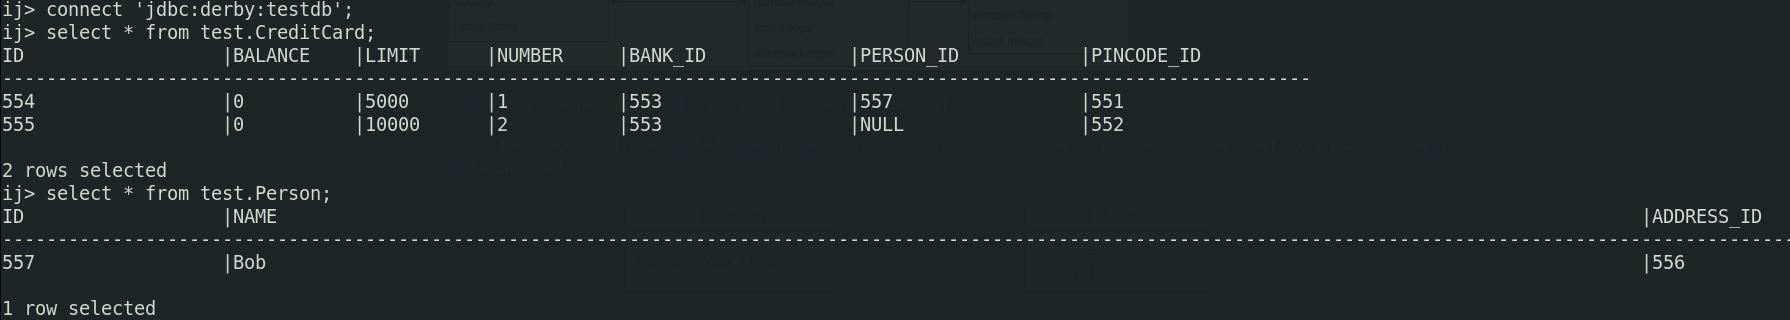 ij> connect 'jdbc:derby:testdb';
ij> select * from test.CreditCard;
ID                  |BALANCE    |LIMIT      |NUMBER     |BANK_ID             |PERSON_ID           |PINCODE_ID
-----------------------------------------------------------------------------------------------------------------------
554                 |0          |5000       |1          |553                 |557                 |551
555                 |0          |10000      |2          |553                 |NULL                |552
2 rows selected
ij> select * from test.Person;
ID                  |NAME                                                                                                                            |ADDRESS_ID
------------------------------------------------------------------------------------------------------------------------------------------------------------------
557                 |Bob                                                                                                                             |556
1 row selected